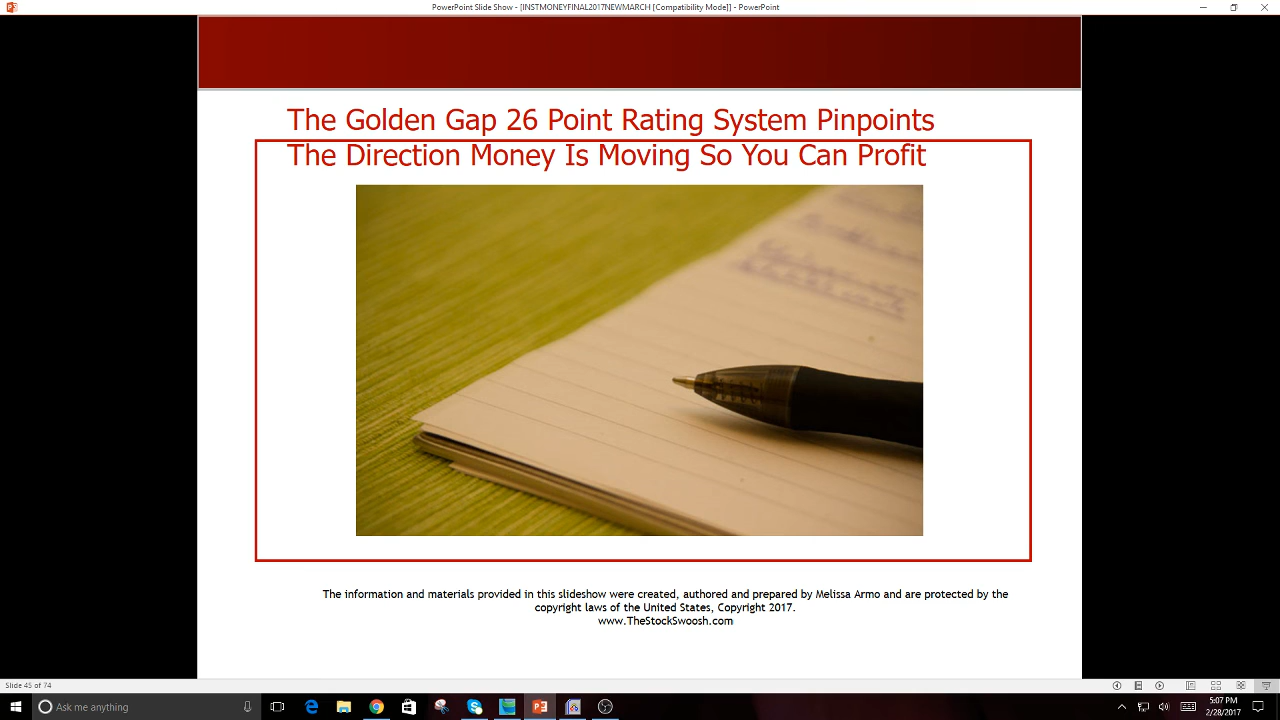 PowerPoint Slide Show - [INSTMONEYFINAL2017NEWMARCH [Compatibility Mode]] - PowerPoint
The Golden Gap 26 Point Rating System Pinpoints
The Direction Money Is Moving So You Can Profit
The information and materials provided in this slideshow were created, authored and prepared by Melissa Armo and are protected by the
copyright laws of the United States, Copyright 2017.
www.TheStockSwoosh.com
Slide 45 of 74
Ask me anything
5:07 PM
2/28/2017